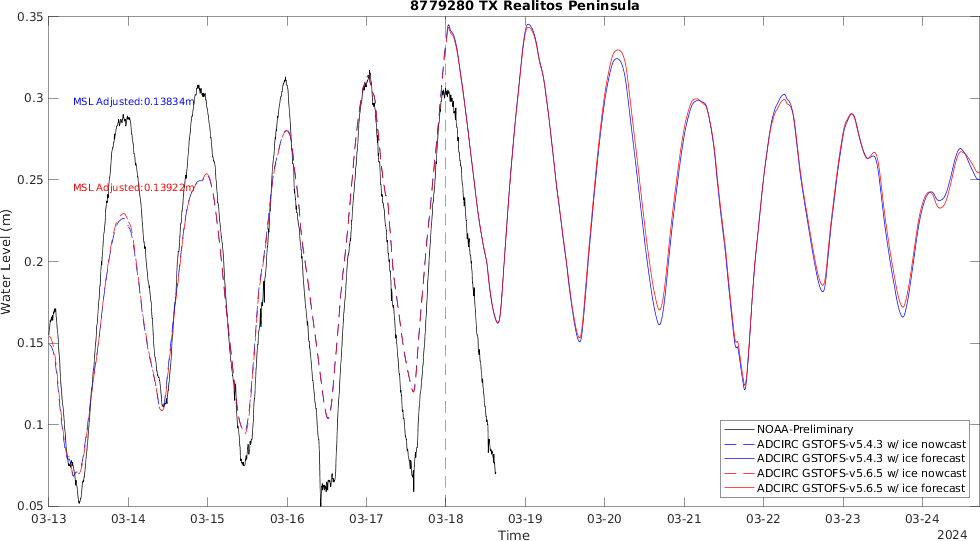 8779280 TX Realitos Peninsula
0.35
0.3
0.25
0.2
0.15
0.1
0.05
Water Level (m)
MSL Adjusted:0.13834m
MSL Adjusted:0.13922m
NOAA-Preliminary
ADCIRC GSTOFS-v5.4.3 w/ ice nowcast
ADCIRC GSTOFS-v5.4.3 w/ ice forecast
ADCIRC GSTOFS-v5.6.5 w/ ice nowcast
ADCIRC GSTOFS-v5.6.5 w/ ice forecast
03-13 03-14 03-15 03-16 03-17 03-18 03-19 03-20 03-21 03-22 03-23 03-24
Time
2024